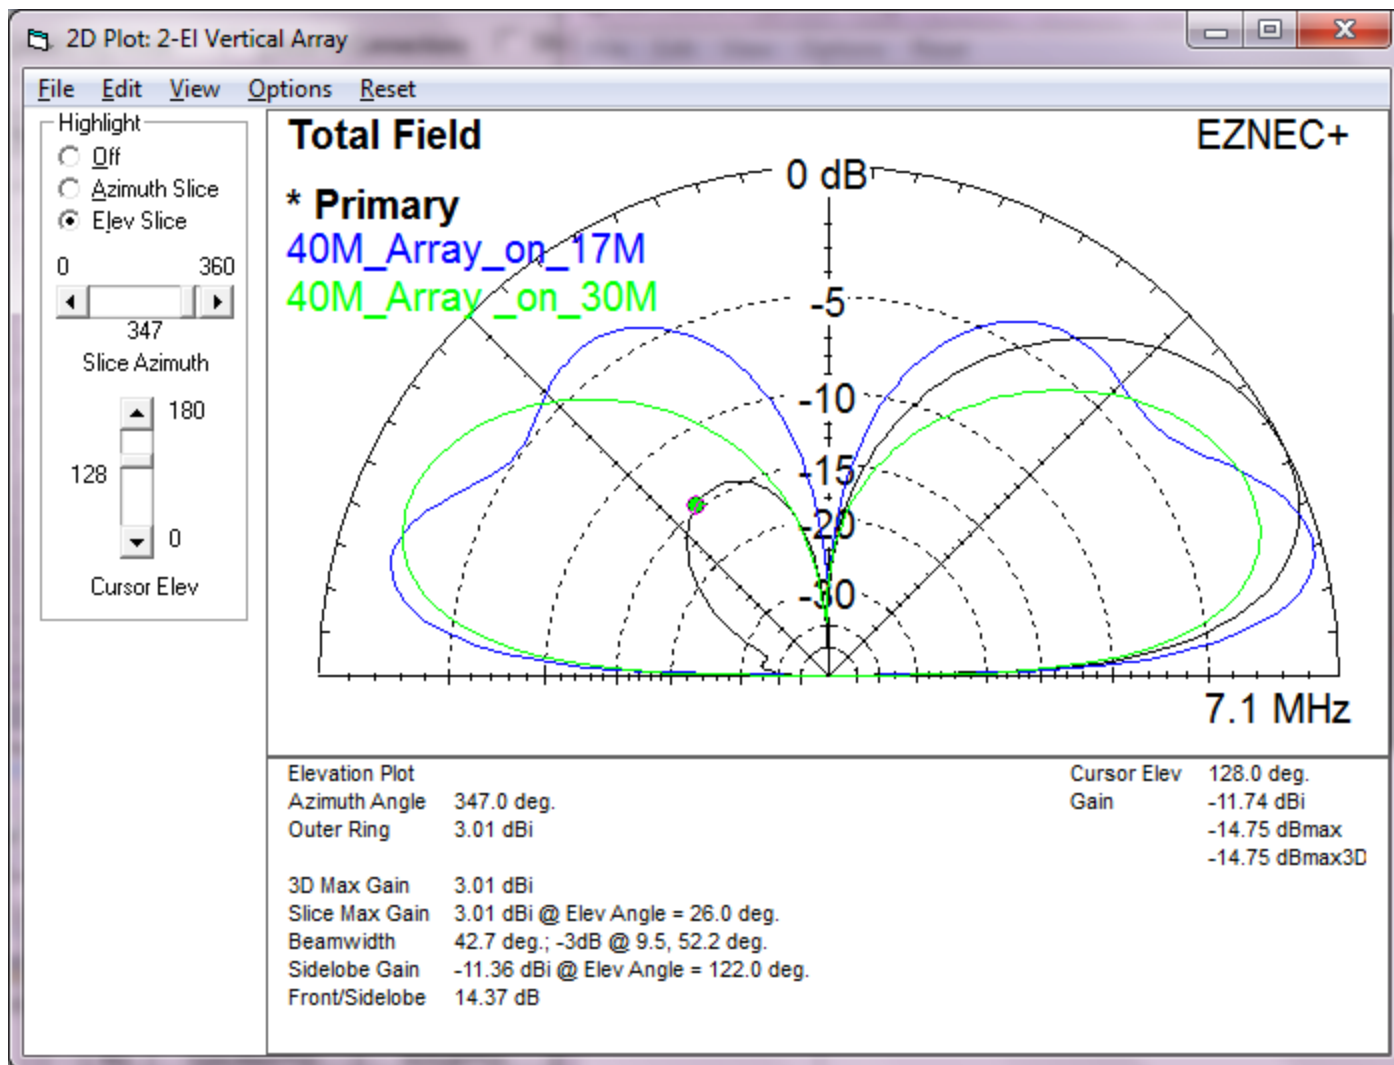 2D Plot: 2-El Vertical Array
File Edit View Options Reset
Highlight
Off
Azimuth Slice
Elev Slice
0 360
347
Slice Azimuth
180
128
0
Cursor Elev
Total Field
EZNEC+
* Primary
40M_Array_on_17M
40M_Array _on_30M
0 dB
-5
-10
-15
-20
-30
7.1 MHz
Elevation Plot
Azimuth Angle 347.0 deg.
Outer Ring 3.01 dBi
3D Max Gain 3.01 dBi
Slice Max Gain 3.01 dBi @ Elev Angle = 26.0 deg.
Beamwidth 42.7 deg.; -3dB @ 9.5, 52.2 deg.
Sidelobe Gain -11.36 dBi @ Elev Angle = 122.0 deg.
Front/Sidelobe 14.37 dB
Cursor Elev 128.0 deg.
Gain -11.74 dBi
-14.75 dBmax
-14.75 dBmax3D